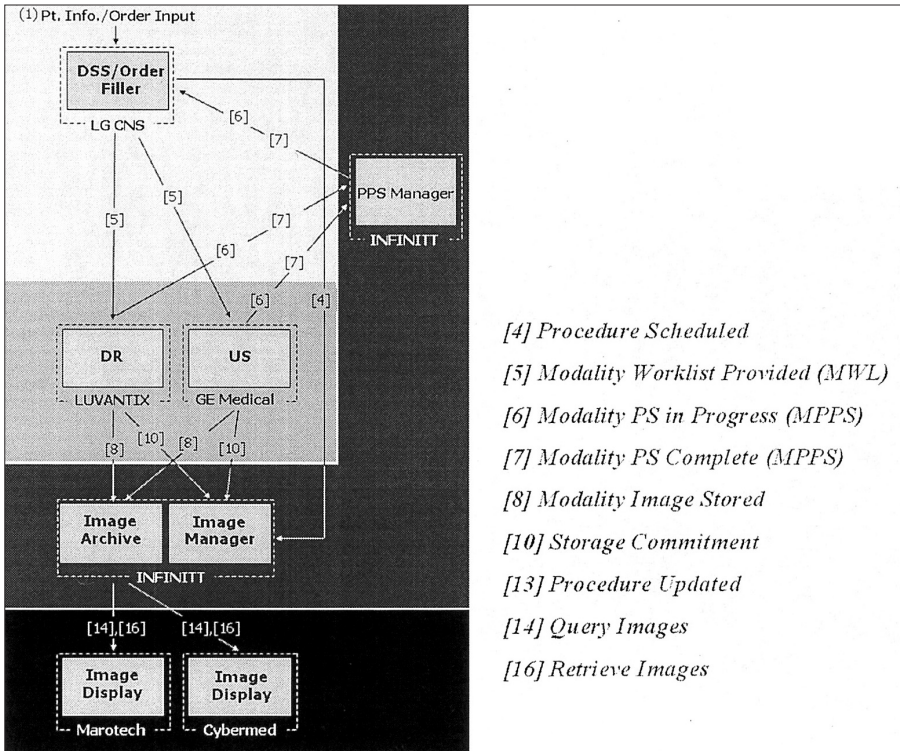 (1) Pt. Info./Order Input
DSS/Order
Filler
LG CNS
[6]
[7]
[5]
[5]
PPS Manager
INFINITT
[7]
[6]
[7]
[6]
[4]
DR
US
LUVANTIX
GE Medical
[8]
[10]
[8]
[10]
Image
Archive
Image
Manager
INFINITT
[14],[16]
[14],[16]
Image
Display
Image
Display
Marotech
Cybermed
[4] Procedure Scheduled
[5] Modality Worklist Provided (MWL)
[6] Modality PS in Progress (MPPS)
[7] Modality PS Complete (MPPS)
[8] Modality Image Stored
[10] Storage Commitment
[13] Procedure Updated
[14] Query Images
[16] Retrieve Images